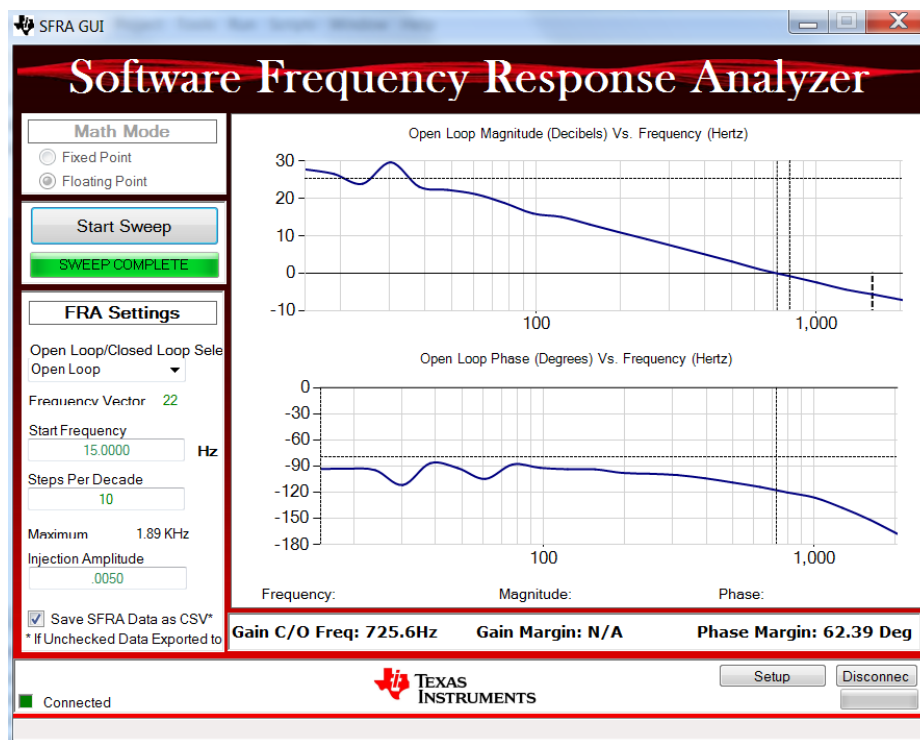 SFRA GUI
Software Frequency Response Analyzer
Math Mode
Fixed Point
Floating Point
Start Sweep
SWEEP COMPLETE
FRA Settings
Open Loop/Closed Loop Sele
Open Loop
Frequency Vector 22
Start Frequency
15.0000 Hz
Steps Per Decade
10
Maximum 1.89 KHz
Injection Amplitude
.0050
Save SFRA Data as CSV*
* If Unchecked Data Exported to
Open Loop Magnitude (Decibels) Vs. Frequency (Hertz)
30
20
10
0
-10
100 1,000
Open Loop Phase (Degrees) Vs. Frequency (Hertz)
0
-30
-60
-90
-120
-150
-180
100 1,000
Frequency: Magnitude: Phase:
Gain C/O Freq: 725.6Hz Gain Margin: N/A Phase Margin: 62.39 Deg
Connected
TEXAS
INSTRUMENTS
Setup Disconnec